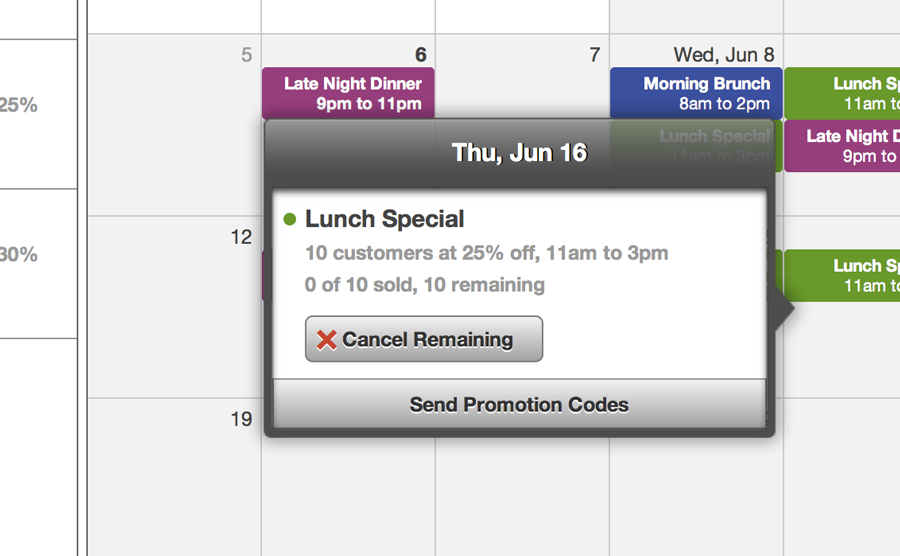 5
6
7
Wed, Jun 8
25%
Late Night Dinner
9pm to 11pm
Morning Brunch
8am to 2pm
Lunch Sp
11am to
Lunch Special
11am to 3pm
Late Night D
9pm to
Thu, Jun 16
Lunch Special
10 customers at 25% off, 11am to 3pm
0 of 10 sold, 10 remaining
Cancel Remaining
Send Promotion Codes
12
30%
Lunch Sp
11am to
19